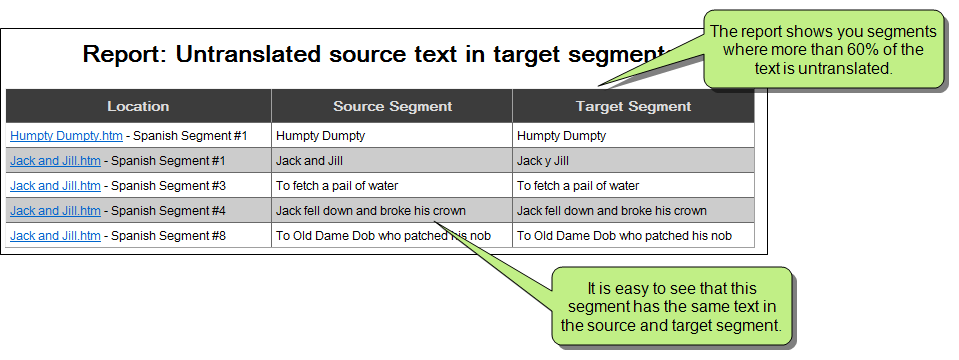 Report: Untranslated source text in target segment
The report shows you segments
where more than 60% of the
text is untranslated.
Location Source Segment Target Segment
Humpty Dumpty.htm - Spanish Segment #1 Humpty Dumpty Humpty Dumpty
Jack and Jill.htm - Spanish Segment #1 Jack and Jill Jack y Jill
Jack and Jill.htm - Spanish Segment #3 To fetch a pail of water To fetch a pail of water
Jack and Jill.htm - Spanish Segment #4 Jack fell down and broke his crown Jack fell down and broke his crown
Jack and Jill.htm - Spanish Segment #8 To Old Dame Dob who patched his nob To Old Dame Dob who patched his nob
It is easy to see that this
segment has the same text in
the source and target segment.